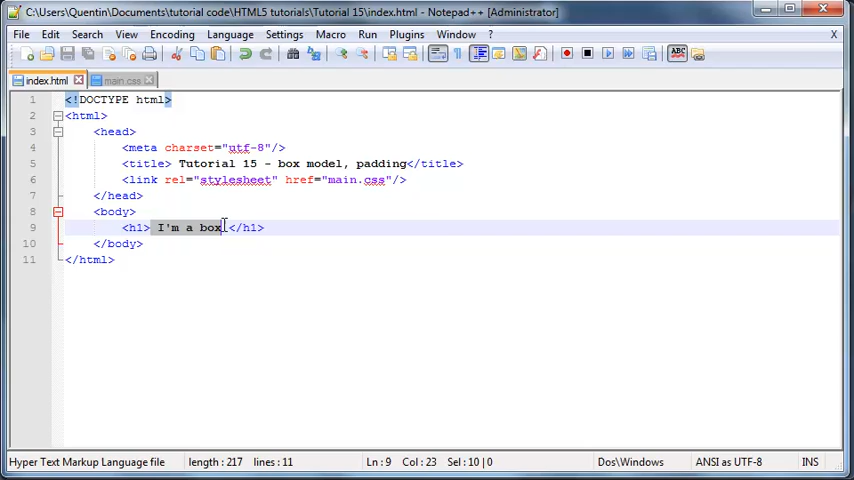 C:\Users\Quentin\Documents\tutorial code\HTML5 tutorials\Tutorial 15\index.html - Notepad++ [Administrator]
File Edit Search View Encoding Language Settings Macro Run Plugins Window ? X
ABC
index.html main.css
1 <!DOCTYPE html>
2 <html>
3 <head>
4 <meta charset="utf-8"/>
5 <title> Tutorial 15 - box model, padding</title>
6 <link rel="stylesheet" href="main.css"/>
7 </head>
8 <body>
9 <h1> I'm a box </h1>
10 </body>
11 </html>
Hyper Text Markup Language file length : 217 lines : 11 Ln : 9 Col : 23 Sel : 10 | 0 Dos\Windows ANSI as UTF-8 INS